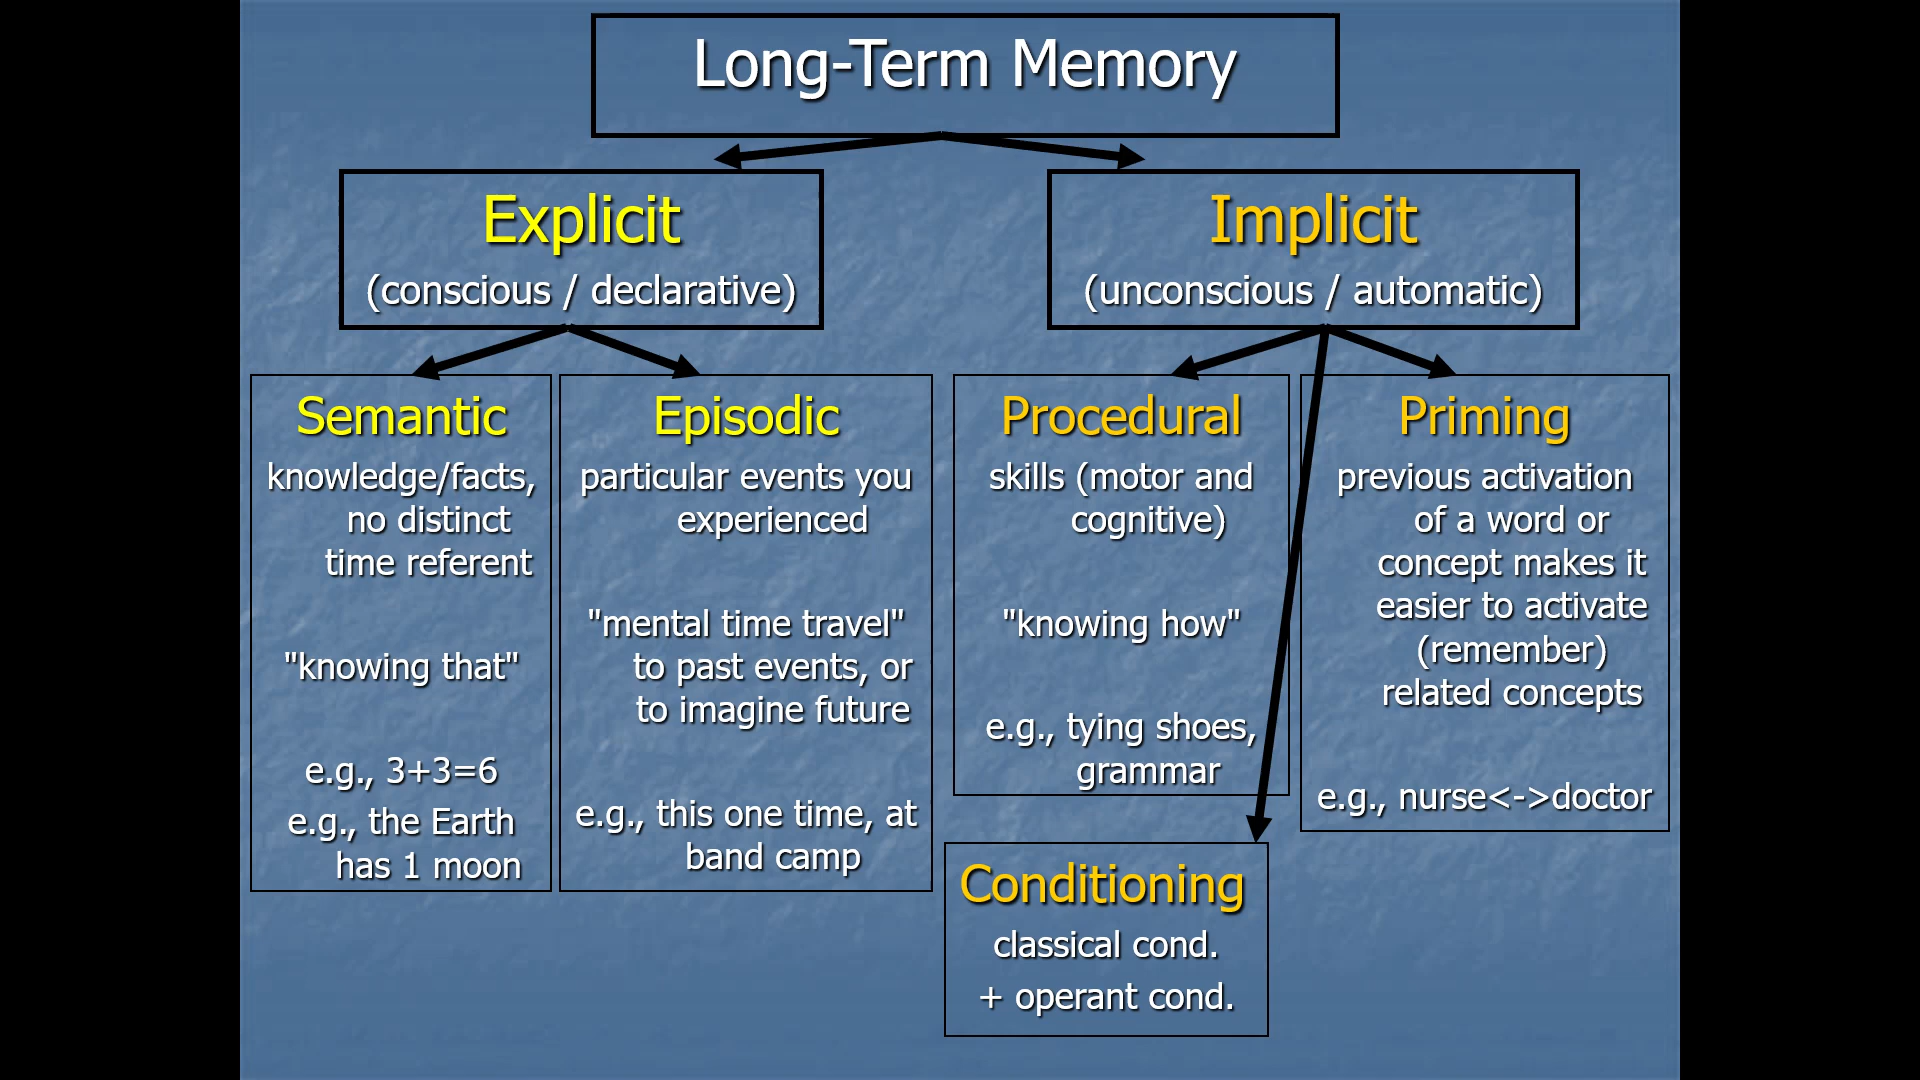 Long-Term Memory
Explicit
(conscious / declarative)
Implicit
(unconscious / automatic)
Semantic
knowledge/facts,
no distinct
time referent
"knowing that"
e.g., 3+3=6
e.g., the Earth
has 1 moon
Episodic
particular events you
experienced
"mental time travel"
to past events, or
to imagine future
e.g., this one time, at
band camp
Procedural
skills (motor and
cognitive)
"knowing how"
e.g., tying shoes,
grammar
Priming
previous activation
of a word or
concept makes it
easier to activate
(remember)
related concepts
e.g., nurse<->doctor
Conditioning
classical cond.
+ operant cond.